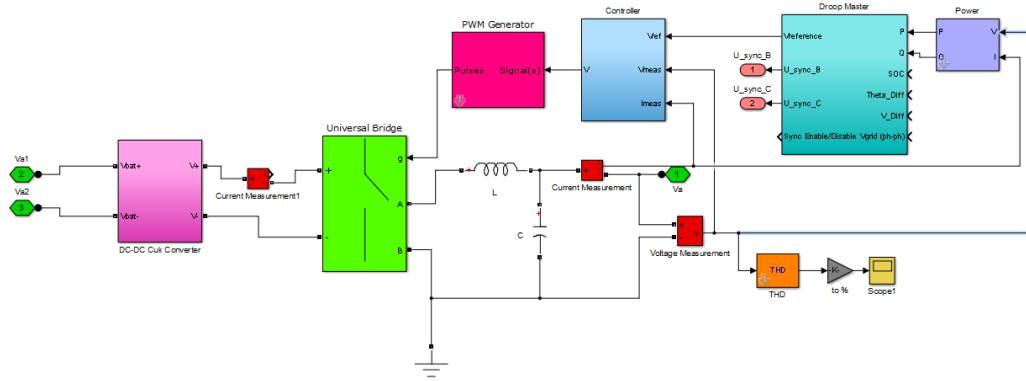 Controller
Droop Master
Power
PWM Generator
Pulses
Signal(s)
Vref
V
Vmeas
Imeas
U_sync_B
1
U_sync_C
2
Vreference
P
Q
U_sync_B
SOC
Theta_Diff
U_sync_C
V_Diff
Sync Enable/Disable
Vgrid (ph-ph)
P
V
Q
I
Universal Bridge
g
+
A
-
B
Va1
2
Va2
3
Vbat+
V+
Vbat-
V-
DC-DC Cuk Converter
+
i
Current Measurement1
+
L
+
C
+
i
Current Measurement
1
Va
+
-
v
Voltage Measurement
THD
THD
-K-
to %
Scope1